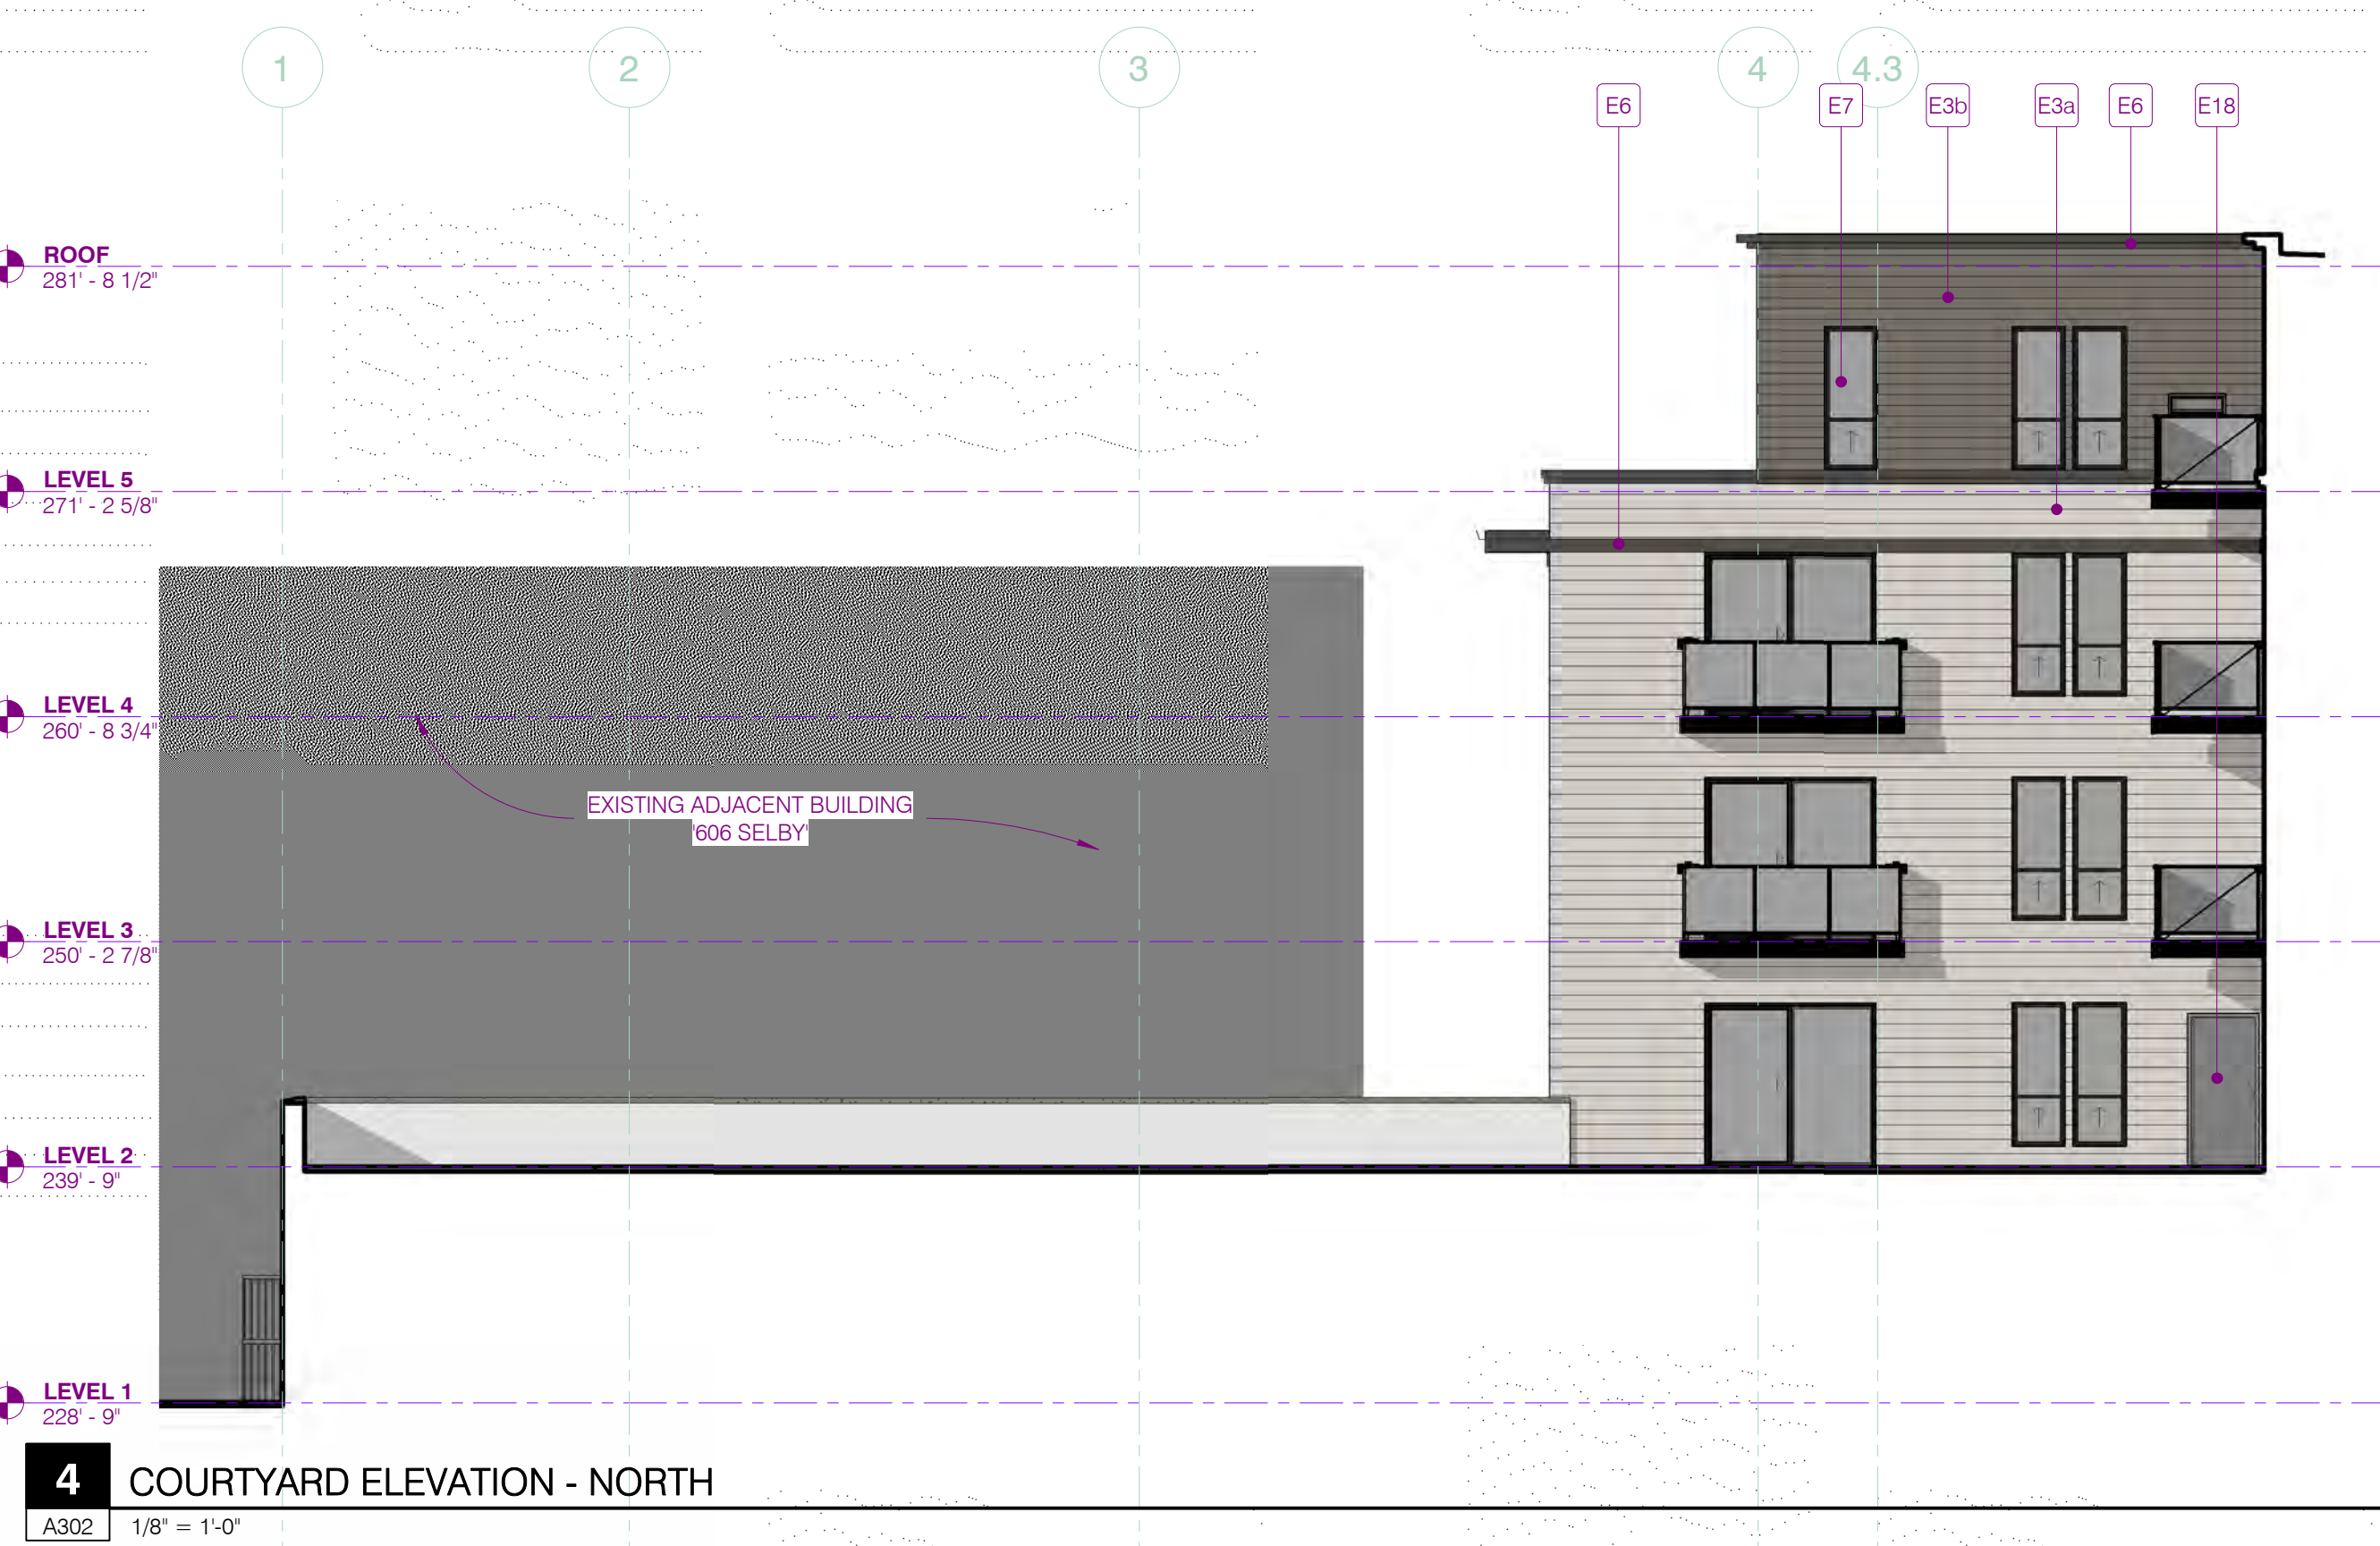 1
2
3
4
4.3
E6
E7
E3b
E3a
E6
E18
ROOF
281' - 8 1/2"
LEVEL 5
271' - 2 5/8"
LEVEL 4
260' - 8 3/4"
EXISTING ADJACENT BUILDING
'606 SELBY'
LEVEL 3
250' - 2 7/8"
LEVEL 2
239' - 9"
LEVEL 1
228' - 9"
4
COURTYARD ELEVATION - NORTH
A302
1/8" = 1'-0"